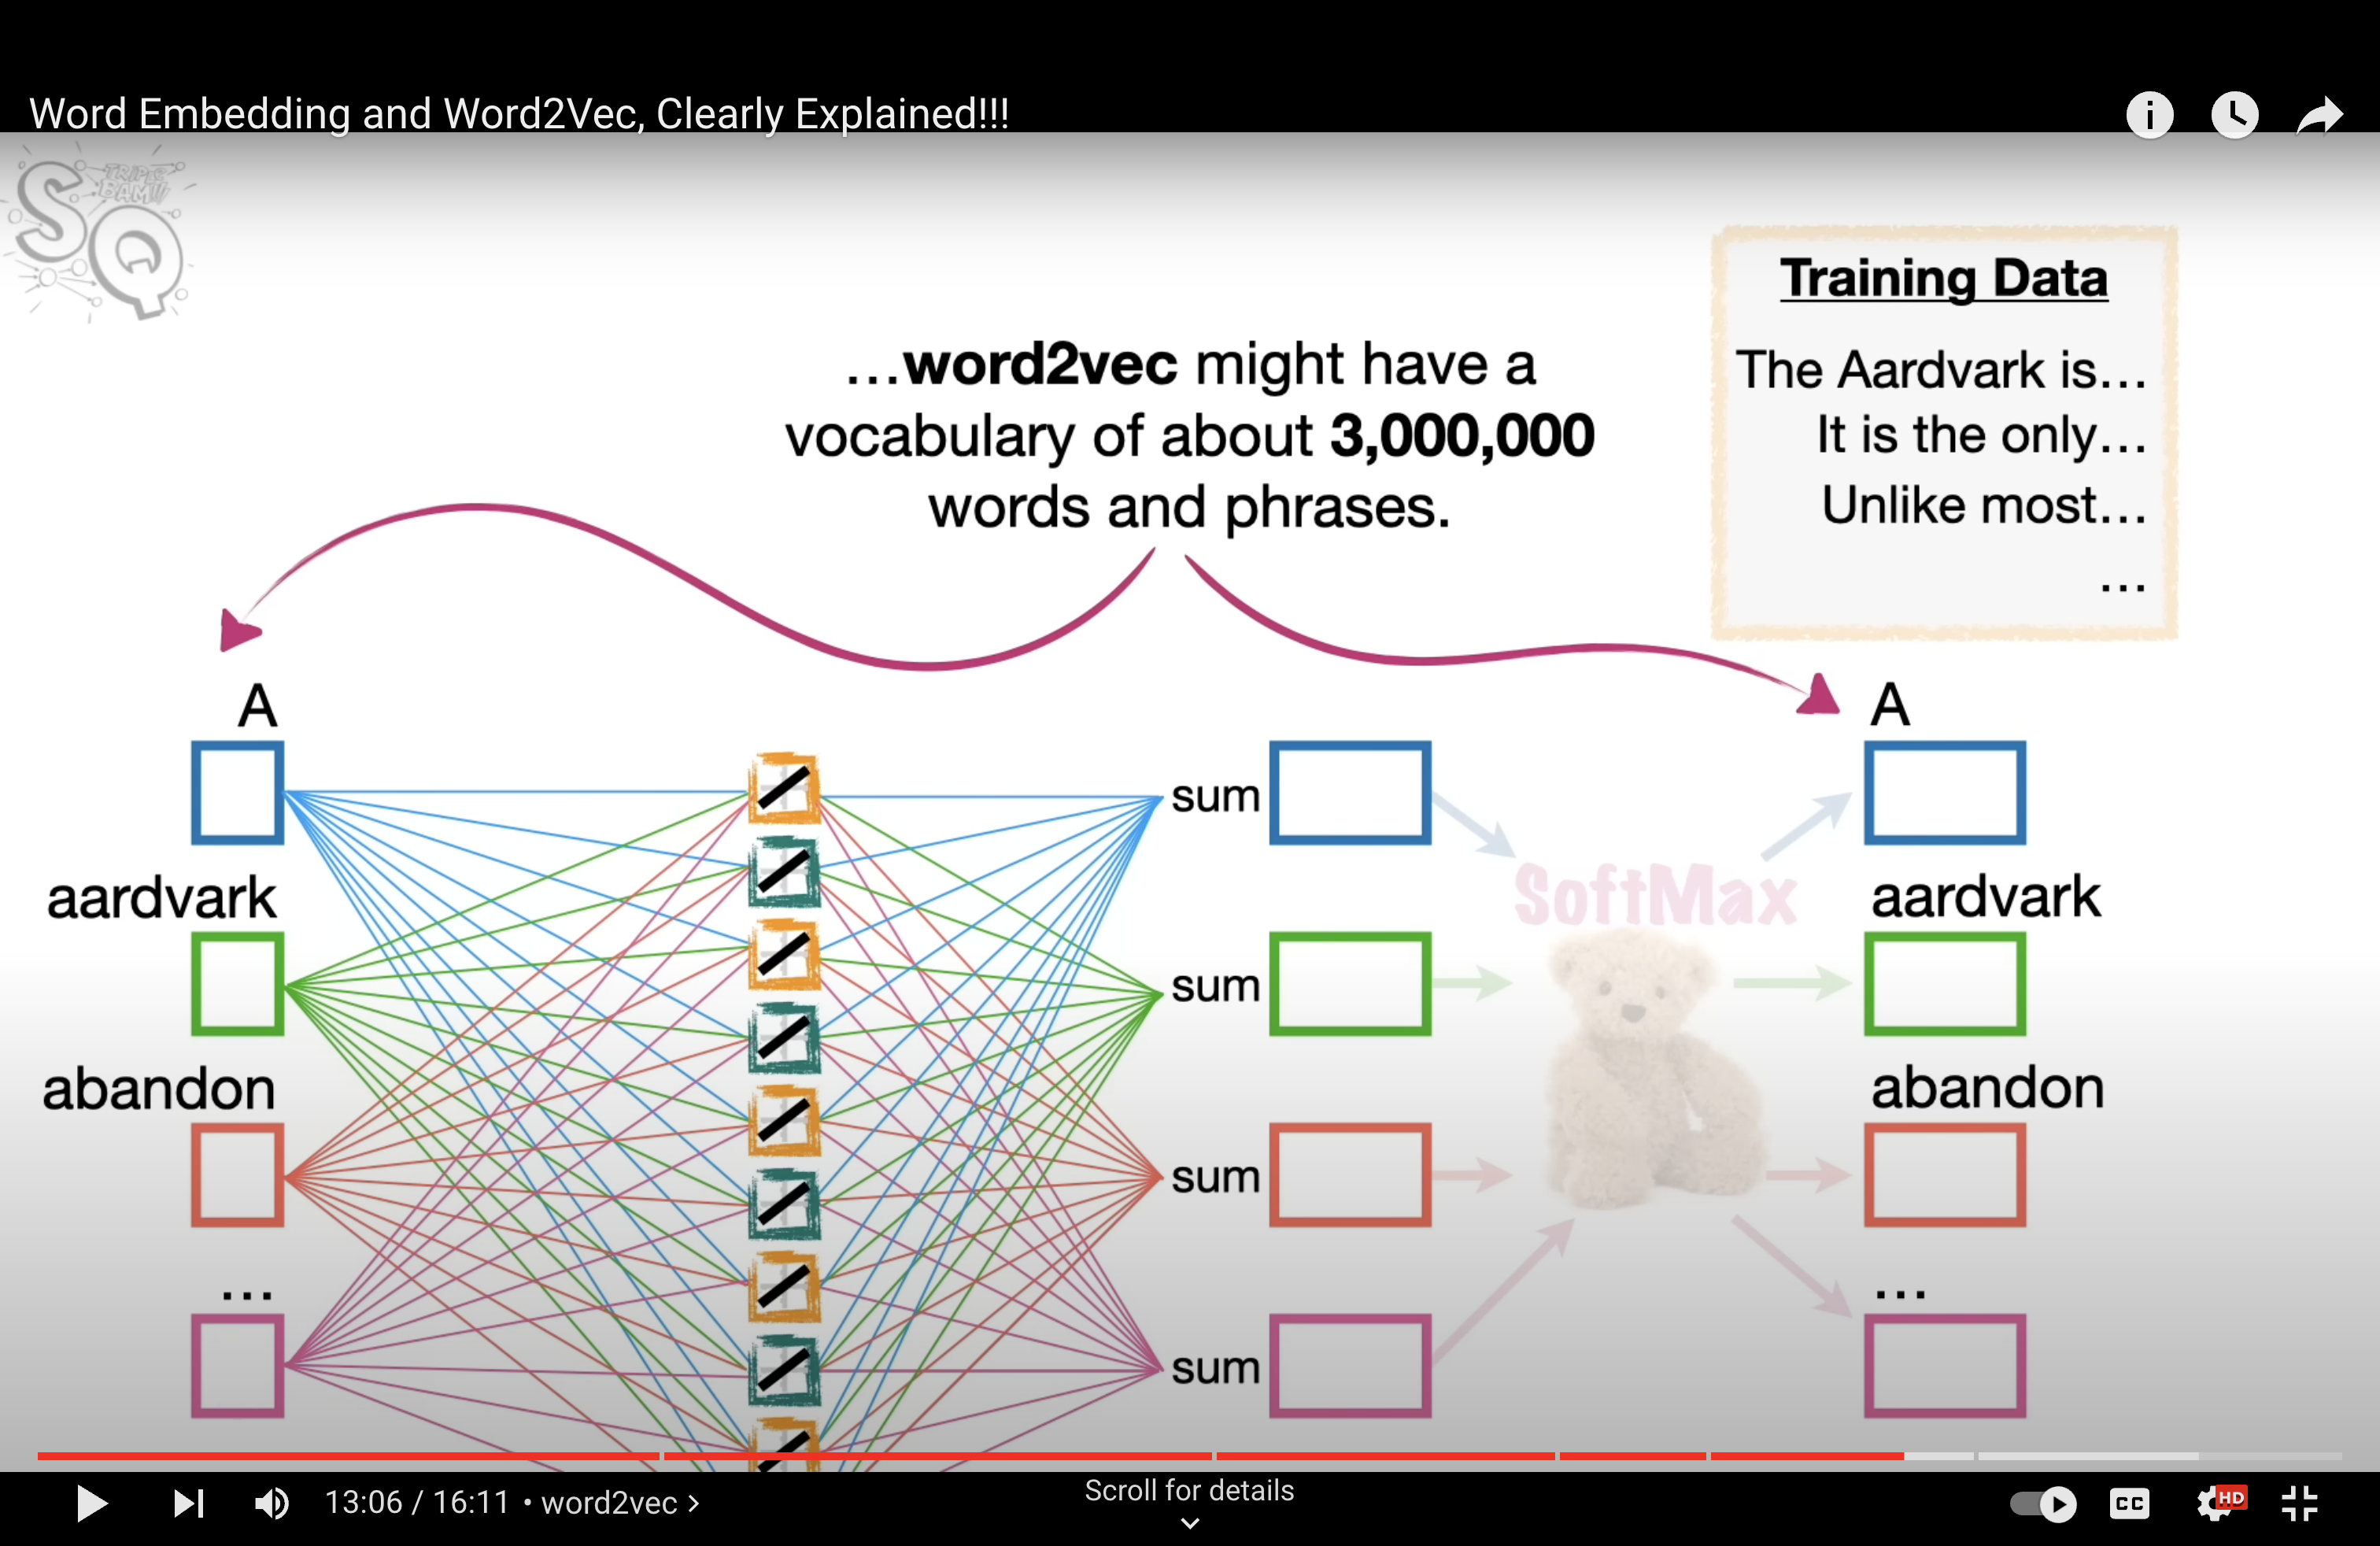 Word Embedding and Word2Vec, Clearly Explained!!!
SQ
TRIPLE
BAM!!!
...word2vec might have a
vocabulary of about 3,000,000
words and phrases.
Training Data
The Aardvark is...
It is the only...
Unlike most...
...
A
aardvark
abandon
...
sum
sum
sum
sum
SoftMax
A
aardvark
abandon
...
13:06 / 16:11 • word2vec >
Scroll for details
CC
HD